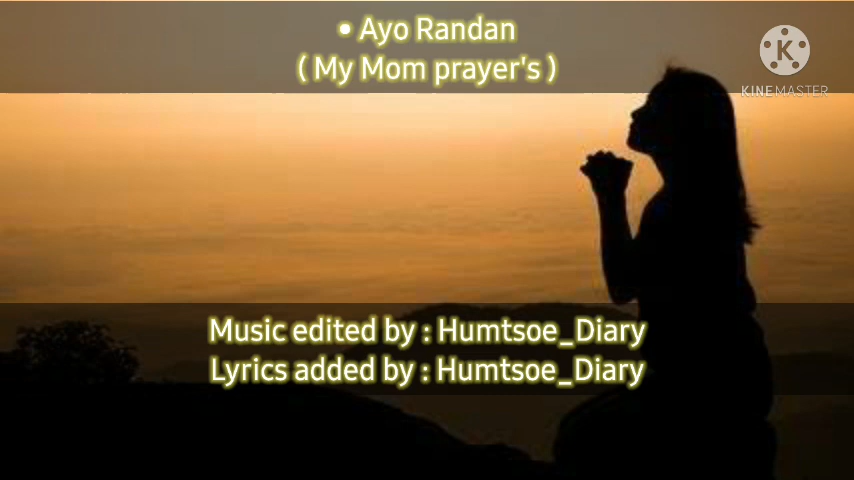 • Ayo Randan
( My Mom prayer's )
KINEMASTER
Music edited by : Humtsoe_Diary
Lyrics added by : Humtsoe_Diary